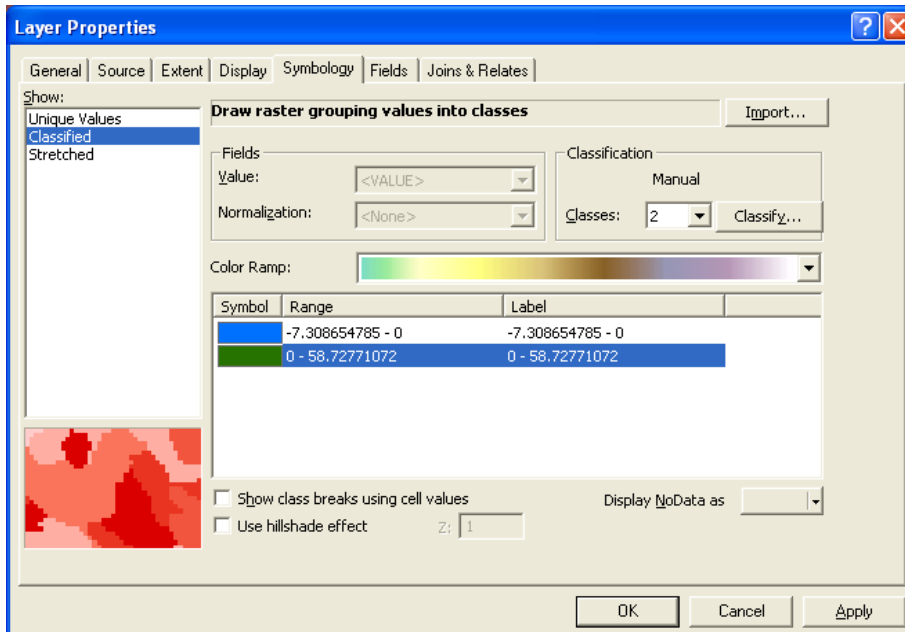 Layer Properties
General Source Extent Display Symbology Fields Joins & Relates
Show:
Unique Values
Classified
Stretched
Draw raster grouping values into classes
Import...
Fields
Value: <VALUE>
Normalization: <None>
Classification
Manual
Classes: 2 Classify...
Color Ramp:
Symbol Range Label
-7.308654785 - 0 -7.308654785 - 0
0 - 58.72771072 0 - 58.72771072
Show class breaks using cell values
Display NoData as
Use hillshade effect Z: 1
OK Cancel Apply